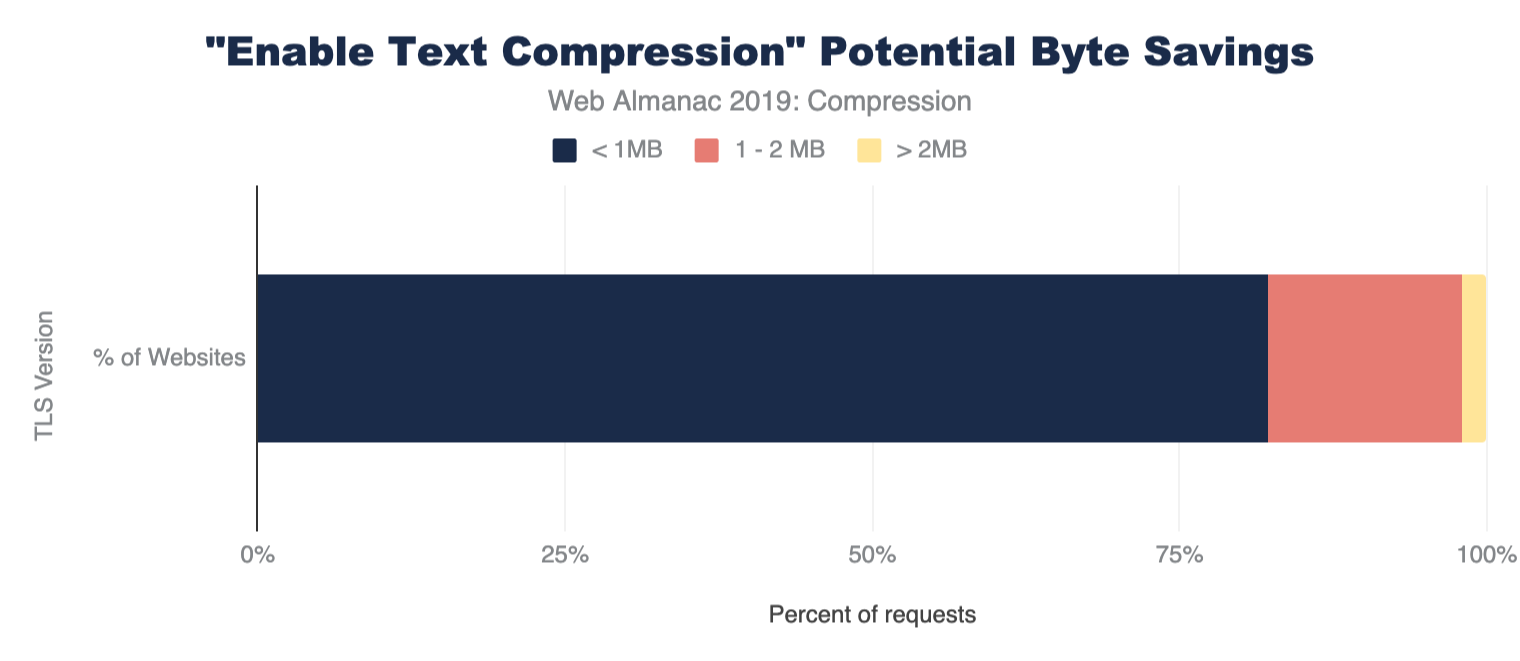 "Enable Text Compression" Potential Byte Savings
Web Almanac 2019: Compression
< 1MB
1 - 2 MB
> 2MB
TLS Version
% of Websites
0%
25%
50%
75%
100%
Percent of requests